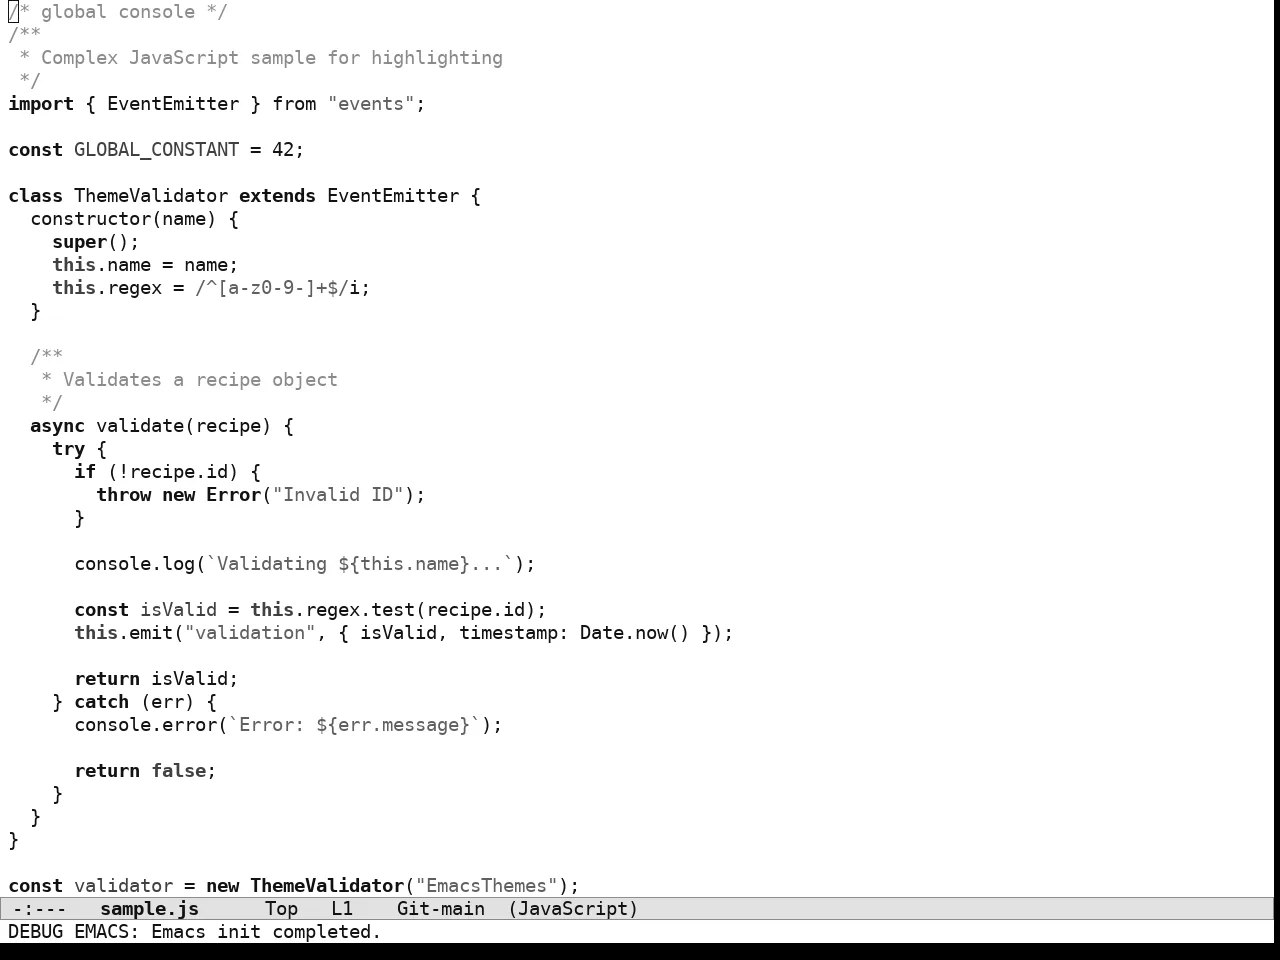 /* global console */
/**
 * Complex JavaScript sample for highlighting
 */
import { EventEmitter } from "events";

const GLOBAL_CONSTANT = 42;

class ThemeValidator extends EventEmitter {
  constructor(name) {
    super();
    this.name = name;
    this.regex = /^[a-z0-9-]+$/i;
  }

  /**
   * Validates a recipe object
   */
  async validate(recipe) {
    try {
      if (!recipe.id) {
        throw new Error("Invalid ID");
      }

      console.log(`Validating ${this.name}...`);

      const isValid = this.regex.test(recipe.id);
      this.emit("validation", { isValid, timestamp: Date.now() });

      return isValid;
    } catch (err) {
      console.error(`Error: ${err.message}`);

      return false;
    }
  }
}

const validator = new ThemeValidator("EmacsThemes");
-:---   sample.js      Top   L1    Git-main  (JavaScript)
DEBUG EMACS: Emacs init completed.